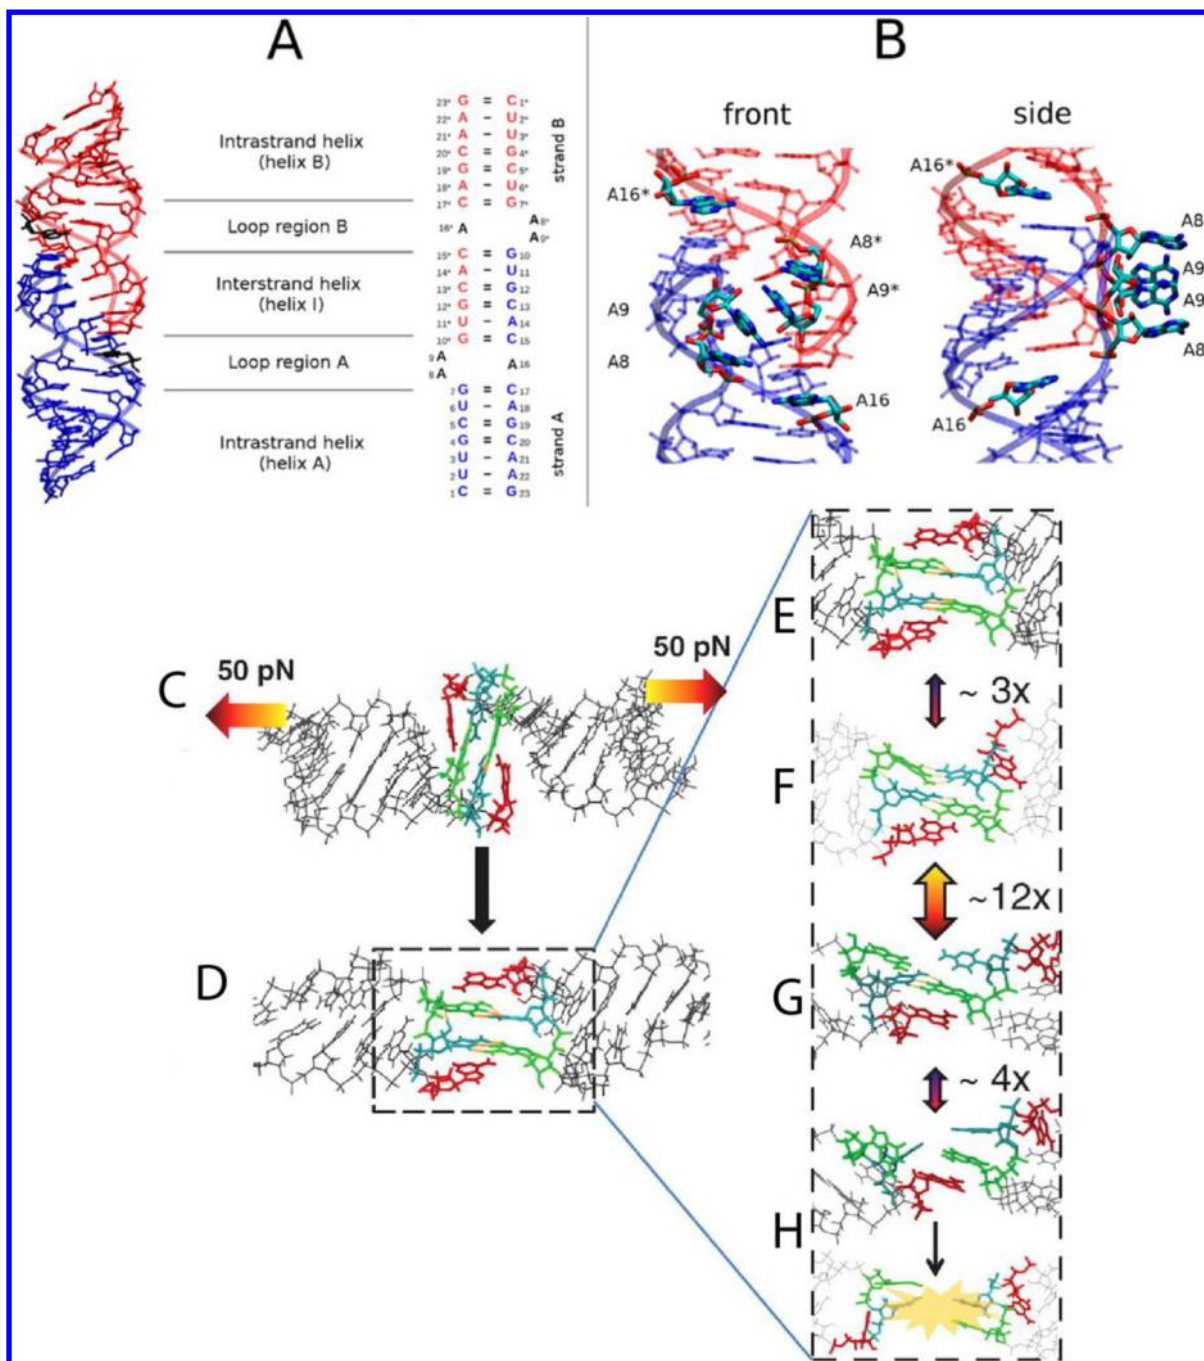 A
B
23* G = C 1*
22* A – U 2*
21* A – U 3*
20* C = G 4*
19* G = C 5*
18* A – U 6*
17* C = G 7*
strand B
Intrastrand helix
(helix B)
Loop region B
16* A
A 8*
A 9*
15* C = G 10
14* A – U 11
13* C = G 12
12* G = C 13
11* U – A 14
10* G = C 15
Interstrand helix
(helix I)
Loop region A
9 A
8 A
A 16
7 G = C 17
6 U – A 18
5 C = G 19
4 G = C 20
3 U – A 21
2 U – A 22
1 C = G 23
strand A
Intrastrand helix
(helix A)
front
side
A16*
A8*
A9*
A9
A8
A16
A16*
A8
A9
A9
A8
A16
C
50 pN
50 pN
D
E
~ 3x
F
~12x
G
~ 4x
H